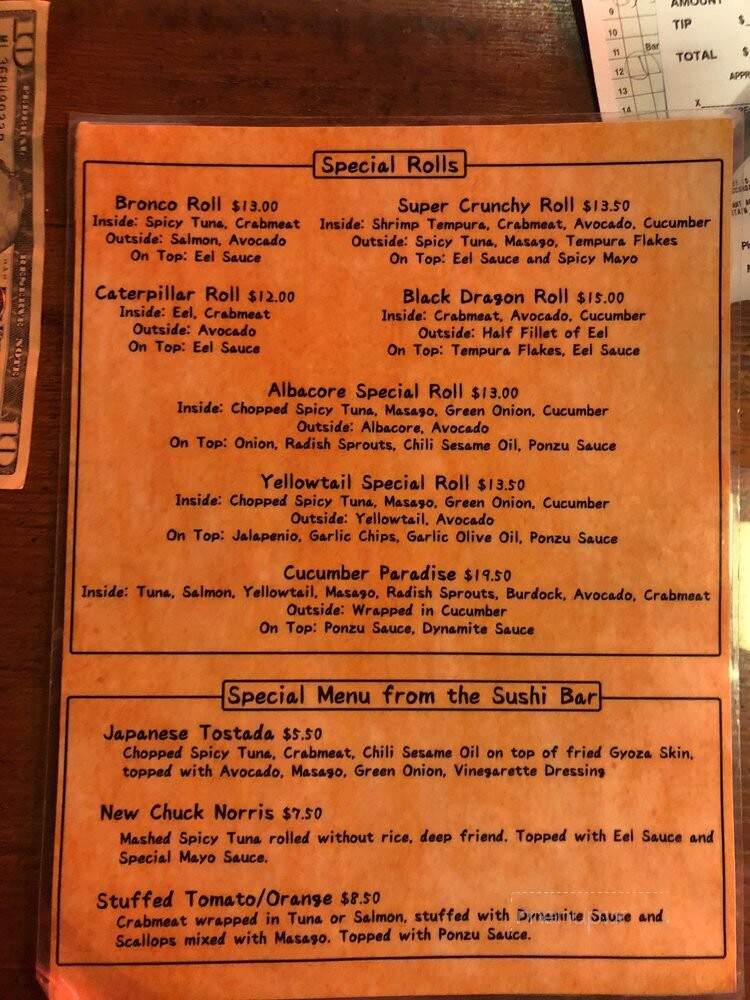 10
FEDERAL RESERVE NOTE
10
9
10
11
12
13
14
Bar
AMOUNT
TIP $
TOTAL $
X
Special Rolls
Bronco Roll $13.00
Inside: Spicy Tuna, Crabmeat
Outside: Salmon, Avocado
On Top: Eel Sauce
Super Crunchy Roll $13.50
Inside: Shrimp Tempura, Crabmeat, Avocado, Cucumber
Outside: Spicy Tuna, Masago, Tempura Flakes
On Top: Eel Sauce and Spicy Mayo
Caterpillar Roll $12.00
Inside: Eel, Crabmeat
Outside: Avocado
On Top: Eel Sauce
Black Dragon Roll $15.00
Inside: Crabmeat, Avocado, Cucumber
Outside: Half Fillet of Eel
On Top: Tempura Flakes, Eel Sauce
Albacore Special Roll $13.00
Inside: Chopped Spicy Tuna, Masago, Green Onion, Cucumber
Outside: Albacore, Avocado
On Top: Onion, Radish Sprouts, Chili Sesame Oil, Ponzu Sauce
Yellowtail Special Roll $13.50
Inside: Chopped Spicy Tuna, Masago, Green Onion, Cucumber
Outside: Yellowtail, Avocado
On Top: Jalapenio, Garlic Chips, Garlic Olive Oil, Ponzu Sauce
Cucumber Paradise $19.50
Inside: Tuna, Salmon, Yellowtail, Masago, Radish Sprouts, Burdock, Avocado, Crabmeat
Outside: Wrapped in Cucumber
On Top: Ponzu Sauce, Dynamite Sauce
Special Menu from the Sushi Bar
Japanese Tostada $5.50
Chopped Spicy Tuna, Crabmeat, Chili Sesame Oil on top of fried Gyoza Skin,
topped with Avocado, Masago, Green Onion, Vinegarette Dressing
New Chuck Norris $7.50
Mashed Spicy Tuna rolled without rice, deep friend. Topped with Eel Sauce and
Special Mayo Sauce.
Stuffed Tomato/Orange $8.50
Crabmeat wrapped in Tuna or Salmon, stuffed with Dynamite Sauce and
Scallops mixed with Masago. Topped with Ponzu Sauce.